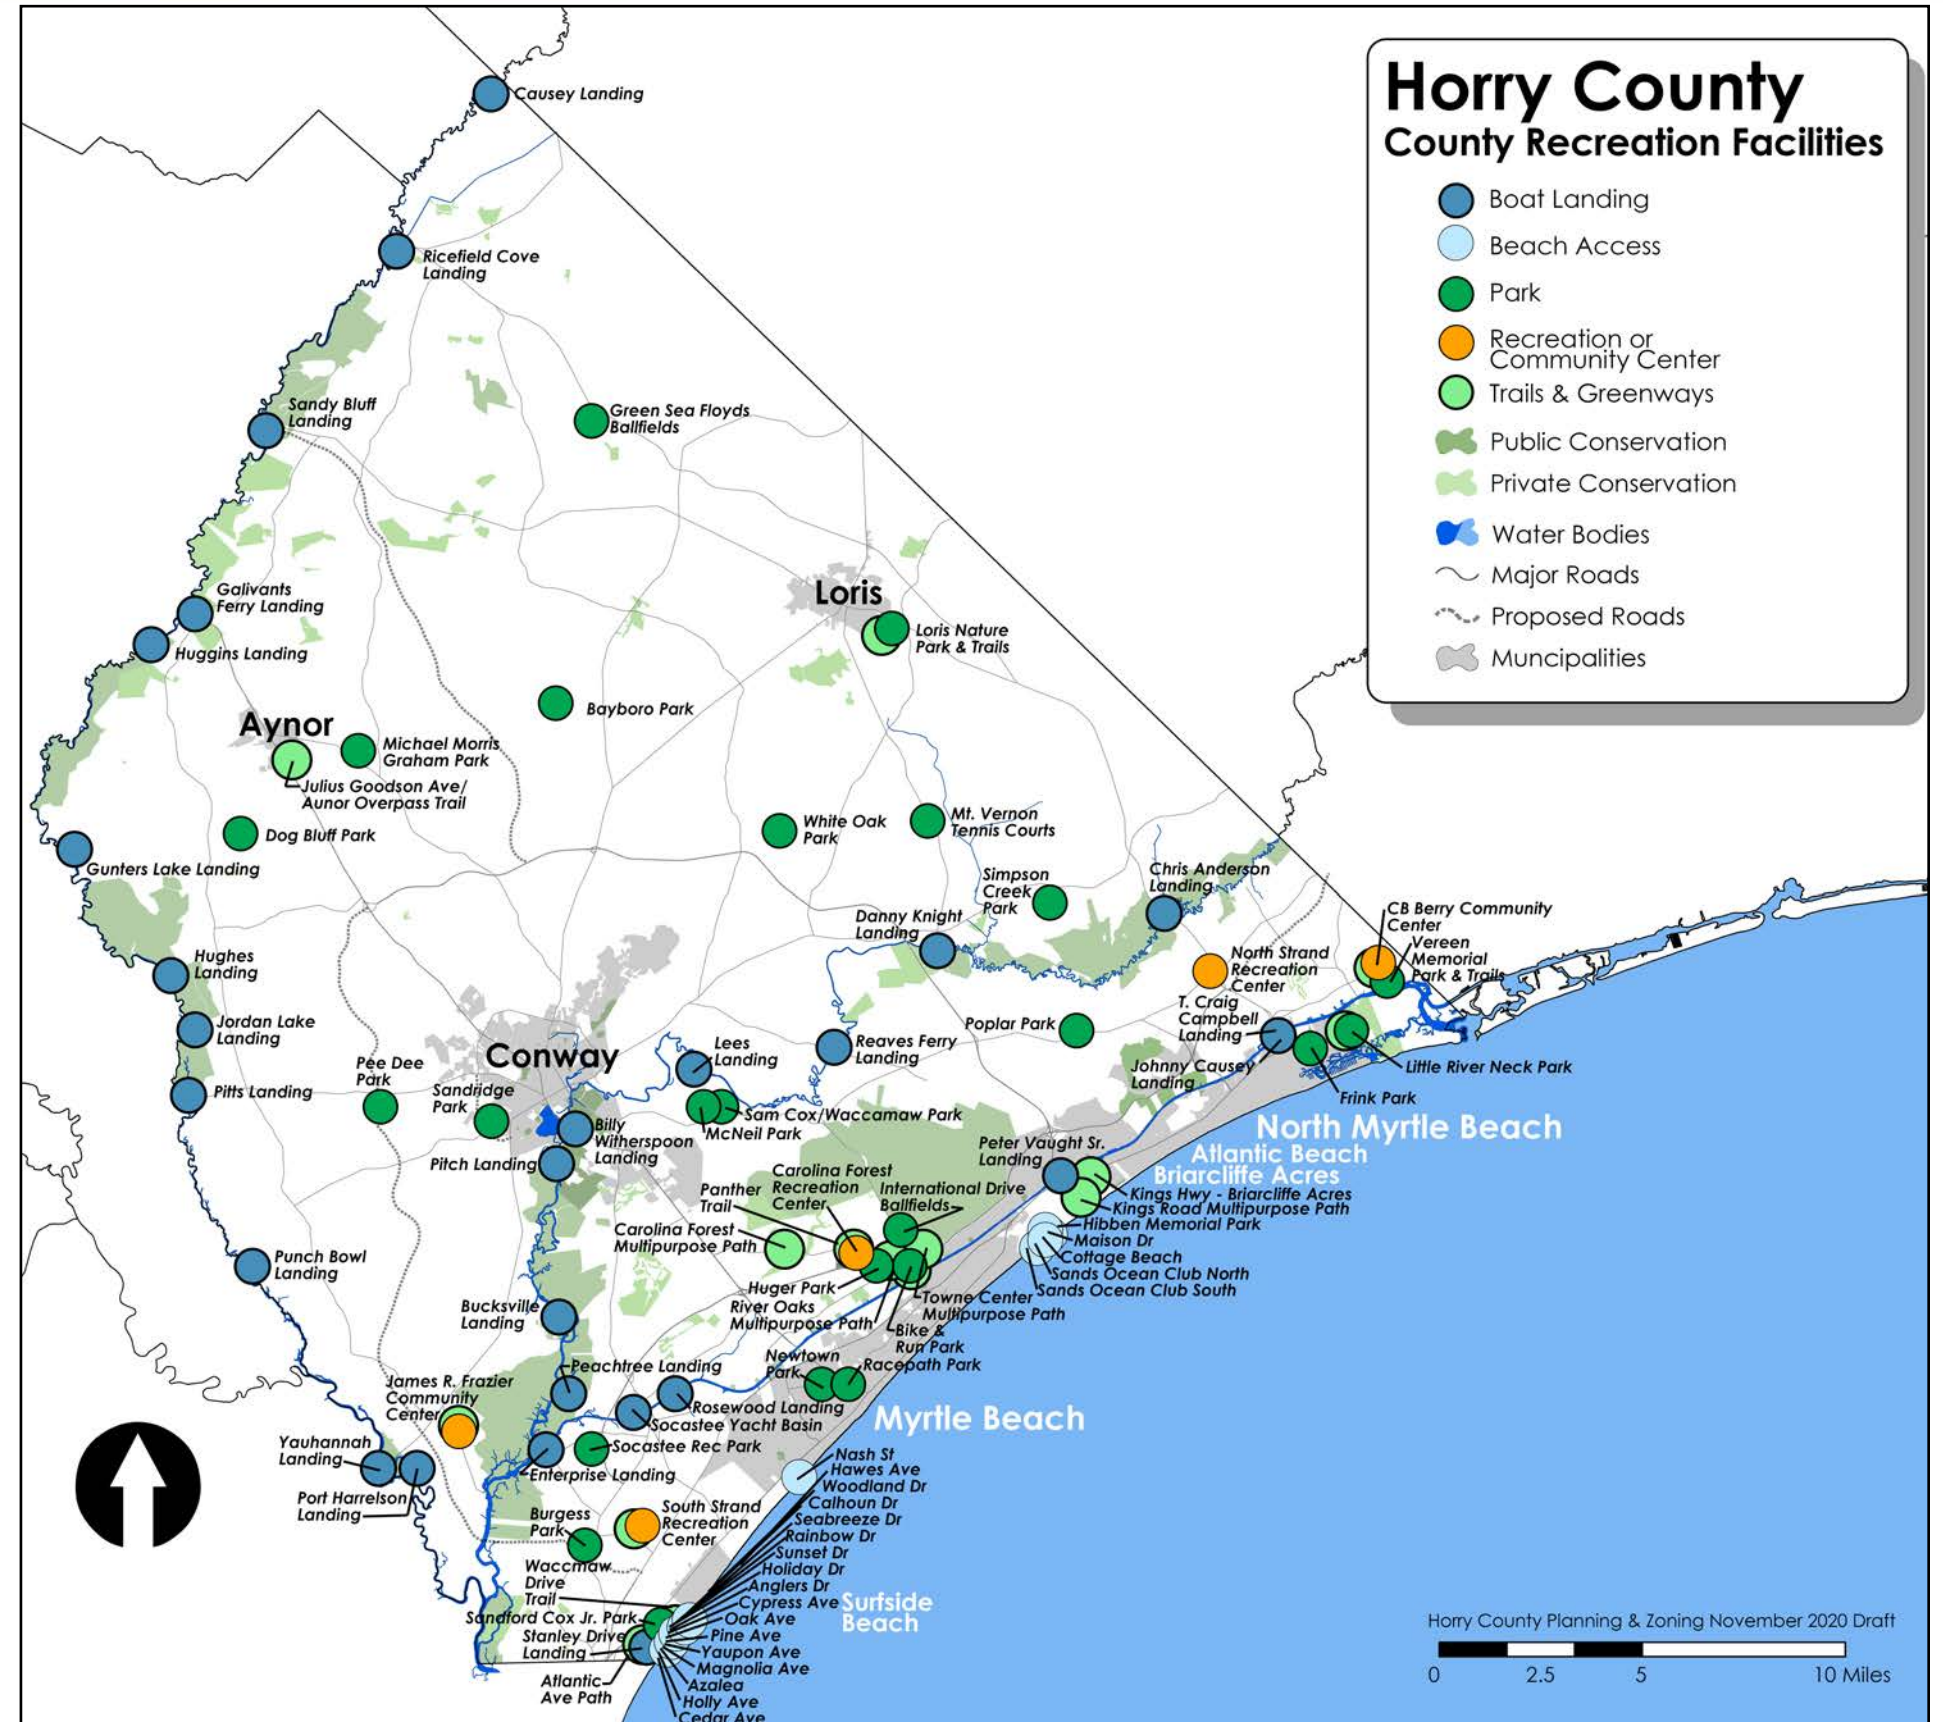 Horry County
County Recreation Facilities
Boat Landing
Beach Access
Park
Recreation or
Community Center
Trails & Greenways
Public Conservation
Private Conservation
Water Bodies
Major Roads
Proposed Roads
Muncipalities
Causey Landing
Ricefield Cove
Landing
Sandy Bluff
Landing
Green Sea Floyds
Ballfields
Galivants
Ferry Landing
Huggins Landing
Loris
Loris Nature
Park & Trails
Bayboro Park
Aynor
Michael Morris
Graham Park
Julius Goodson Ave/
Aunor Overpass Trail
Dog Bluff Park
White Oak
Park
Mt. Vernon
Tennis Courts
Gunters Lake Landing
Simpson
Creek
Park
Chris Anderson
Landing
Danny Knight
Landing
CB Berry Community
Center
Vereen
Memorial
Park & Trails
North Strand
Recreation
Center
Hughes
Landing
T. Craig
Campbell
Landing
Jordan Lake
Landing
Poplar Park
Reaves Ferry
Landing
Lees
Landing
Conway
Pee Dee
Park
Sandridge
Park
Johnny Causey
Landing
Little River Neck Park
Frink Park
Pitts Landing
Sam Cox/Waccamaw Park
McNeil Park
Billy
Witherspoon
Landing
Pitch Landing
North Myrtle Beach
Atlantic Beach
Briarcliffe Acres
Peter Vaught Sr.
Landing
Kings Hwy - Briarcliffe Acres
Kings Road Multipurpose Path
Carolina Forest
Recreation
Center
Panther
Trail
International Drive
Ballfields
Carolina Forest
Multipurpose Path
Hibben Memorial Park
Maison Dr
Cottage Beach
Sands Ocean Club North
Sands Ocean Club South
Punch Bowl
Landing
Huger Park
River Oaks
Multipurpose Path
Towne Center
Multipurpose Path
Bike &
Run Park
Bucksville
Landing
Newtown
Park
Racepath Park
Peachtree Landing
James R. Frazier
Community
Center
Rosewood Landing
Socastee Yacht Basin
Myrtle Beach
Socastee Rec Park
Yauhannah
Landing
Enterprise Landing
Port Harrelson
Landing
Nash St
Hawes Ave
Woodland Dr
Calhoun Dr
Seabreeze Dr
Rainbow Dr
Sunset Dr
Holiday Dr
Anglers Dr
Cypress Ave
Oak Ave
Pine Ave
Yaupon Ave
Magnolia Ave
Azalea
Holly Ave
Cedar Ave
Burgess
Park
South Strand
Recreation
Center
Waccmaw
Drive
Trail
Sandford Cox Jr. Park
Stanley Drive
Landing
Atlantic
Ave Path
Surfside
Beach
Horry County Planning & Zoning November 2020 Draft
0 2.5 5 10 Miles